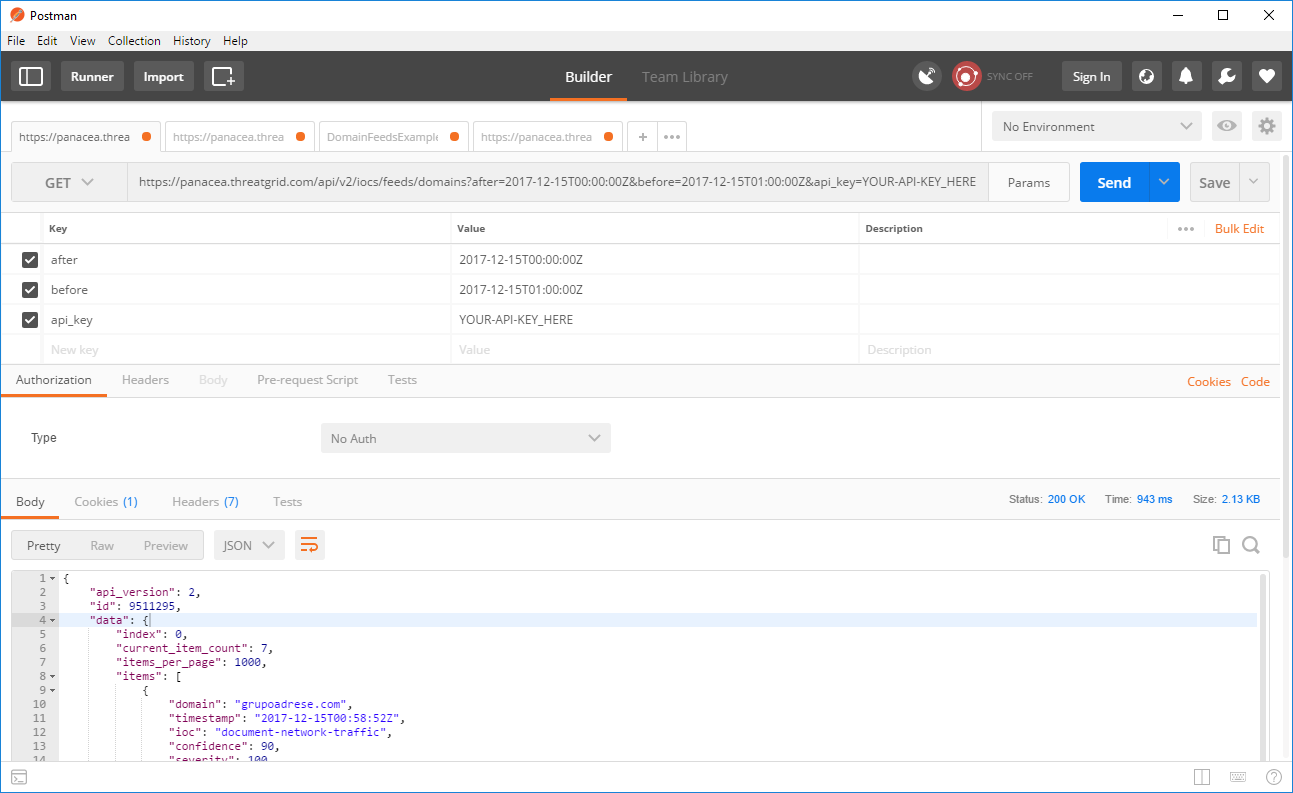 Postman
File Edit View Collection History Help
Runner Import Builder Team Library SYNC OFF Sign In
https://panacea.threa https://panacea.threa DomainFeedsExample https://panacea.threa + ••• No Environment
GET https://panacea.threatgrid.com/api/v2/iocs/feeds/domains?after=2017-12-15T00:00:00Z&before=2017-12-15T01:00:00Z&api_key=YOUR-API-KEY_HERE Params Send Save
Key Value Description ••• Bulk Edit
after 2017-12-15T00:00:00Z
before 2017-12-15T01:00:00Z
api_key YOUR-API-KEY_HERE
New key Value Description
Authorization Headers Body Pre-request Script Tests Cookies Code
Type No Auth
Body Cookies (1) Headers (7) Tests Status: 200 OK Time: 943 ms Size: 2.13 KB
Pretty Raw Preview JSON
1 {
2 "api_version": 2,
3 "id": 9511295,
4 "data": {
5 "index": 0,
6 "current_item_count": 7,
7 "items_per_page": 1000,
8 "items": [
9 {
10 "domain": "grupoadrese.com",
11 "timestamp": "2017-12-15T00:58:52Z",
12 "ioc": "document-network-traffic",
13 "confidence": 90,
14 "severity": 100